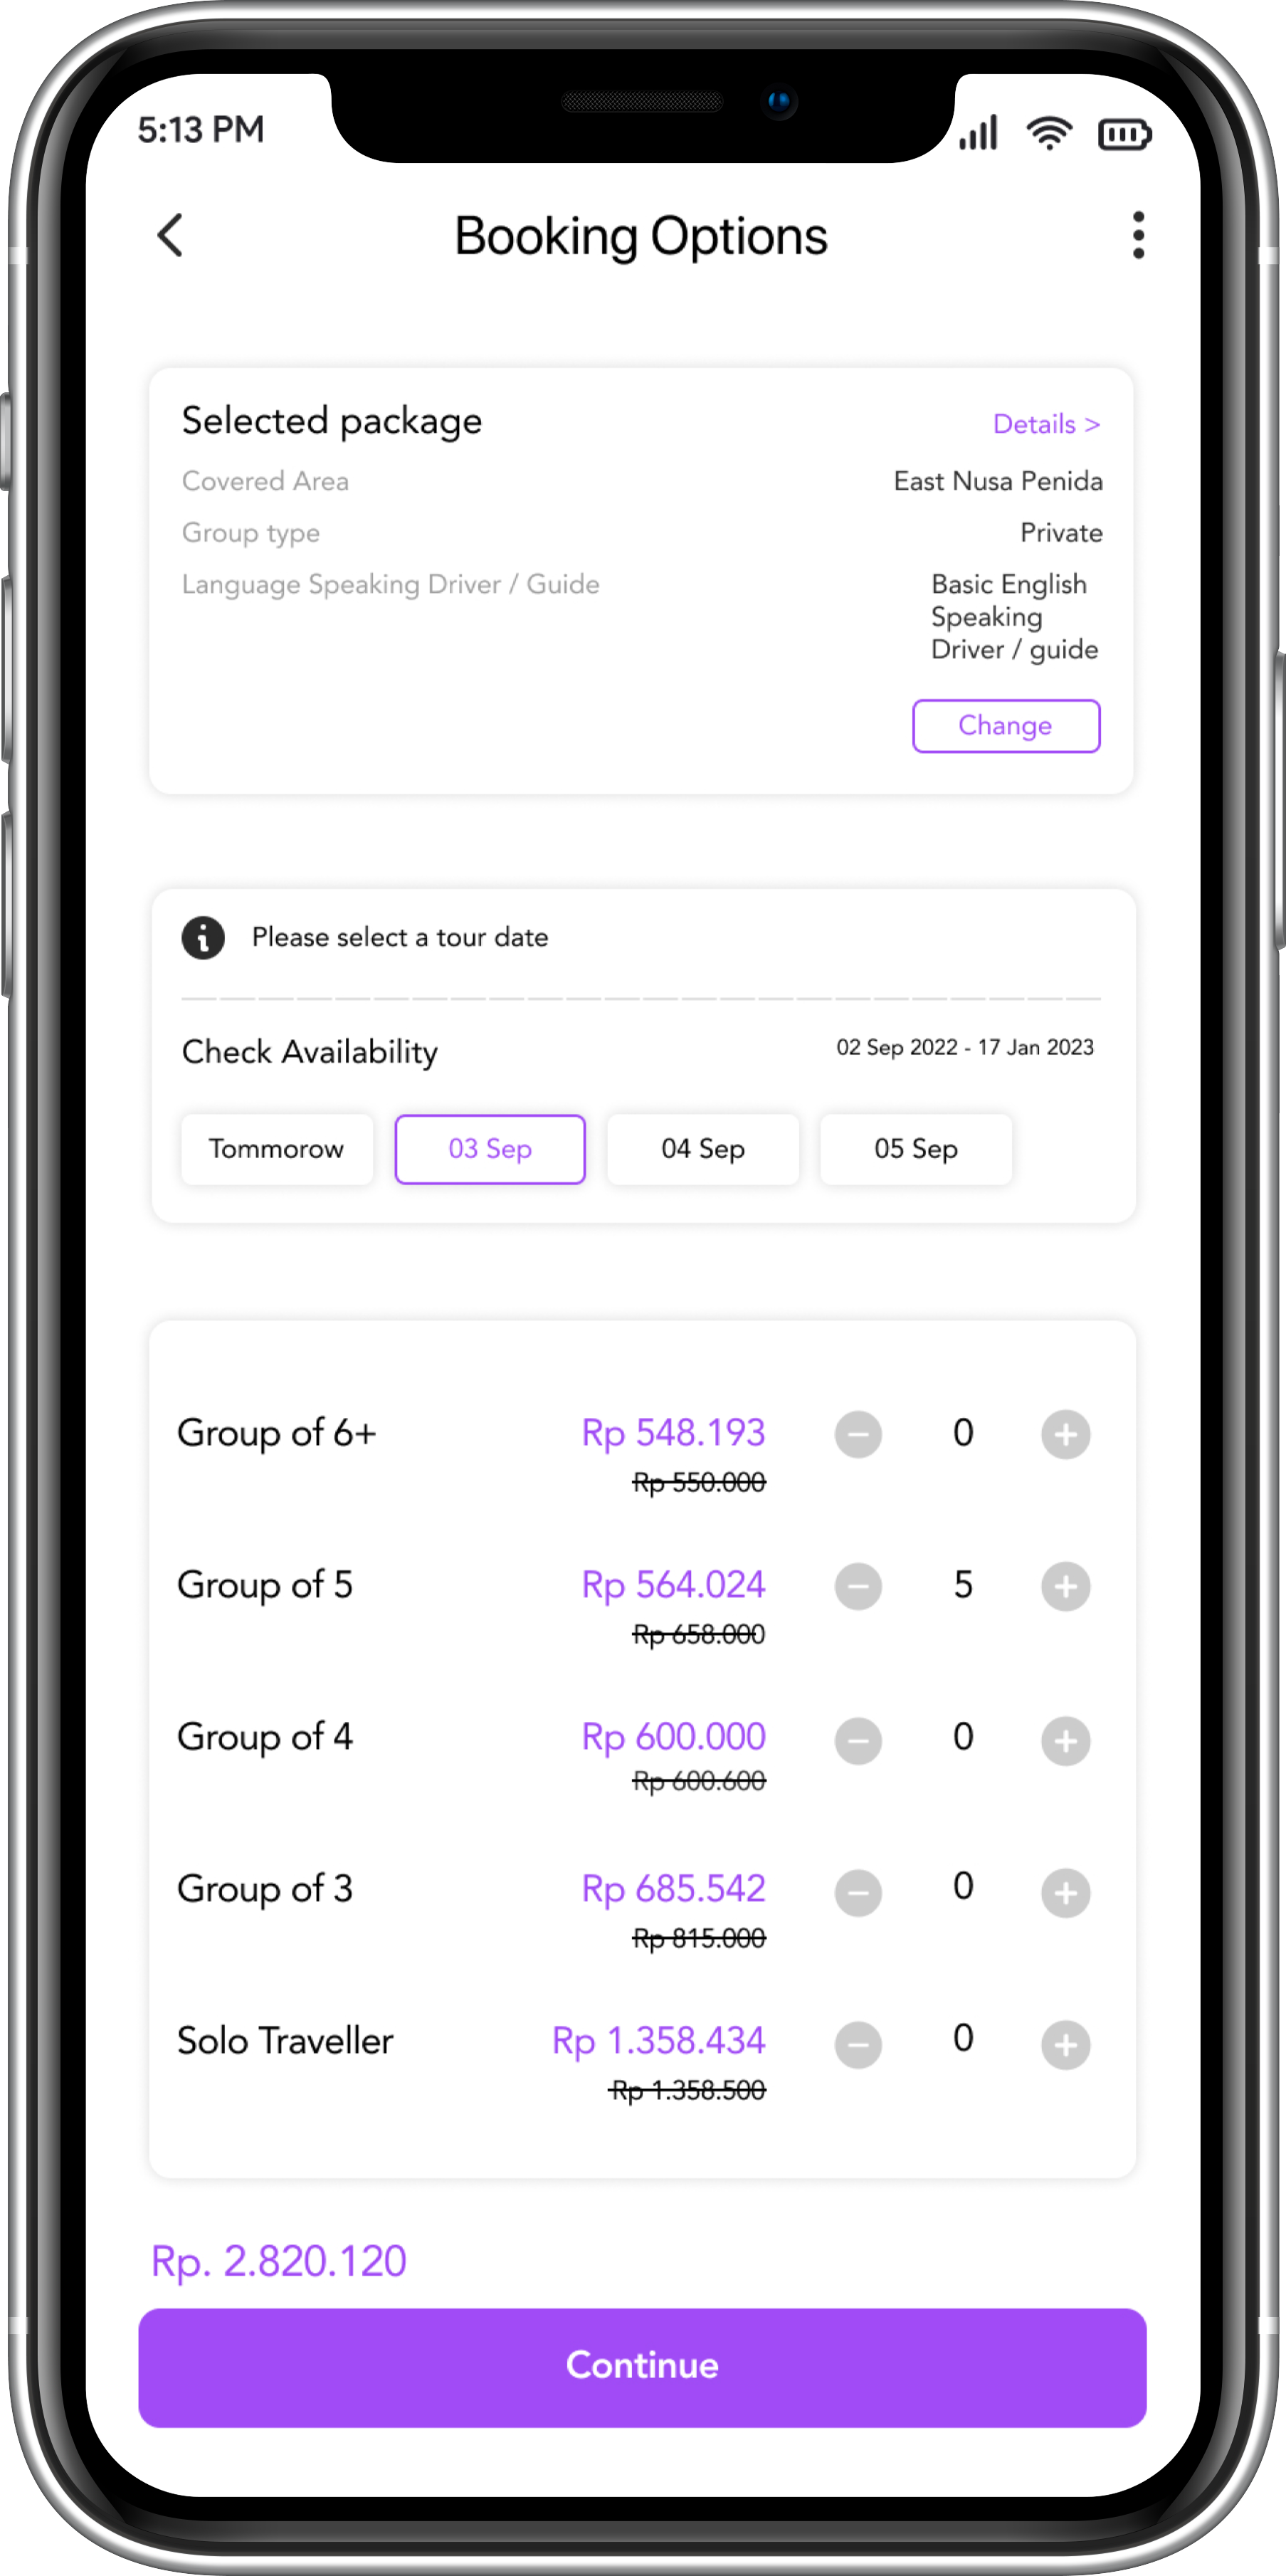 5:13 PM
Booking Options
Selected package
Details >
Covered Area
East Nusa Penida
Group type
Private
Language Speaking Driver / Guide
Basic English
Speaking
Driver / guide
Change
Please select a tour date
Check Availability
02 Sep 2022 - 17 Jan 2023
Tommorow
03 Sep
04 Sep
05 Sep
Group of 6+
Rp 548.193
0
Rp 550.000
Group of 5
Rp 564.024
5
Rp 658.000
Group of 4
Rp 600.000
0
Rp 600.600
Group of 3
Rp 685.542
0
Rp 815.000
Solo Traveller
Rp 1.358.434
0
Rp 1.358.500
Rp. 2.820.120
Continue